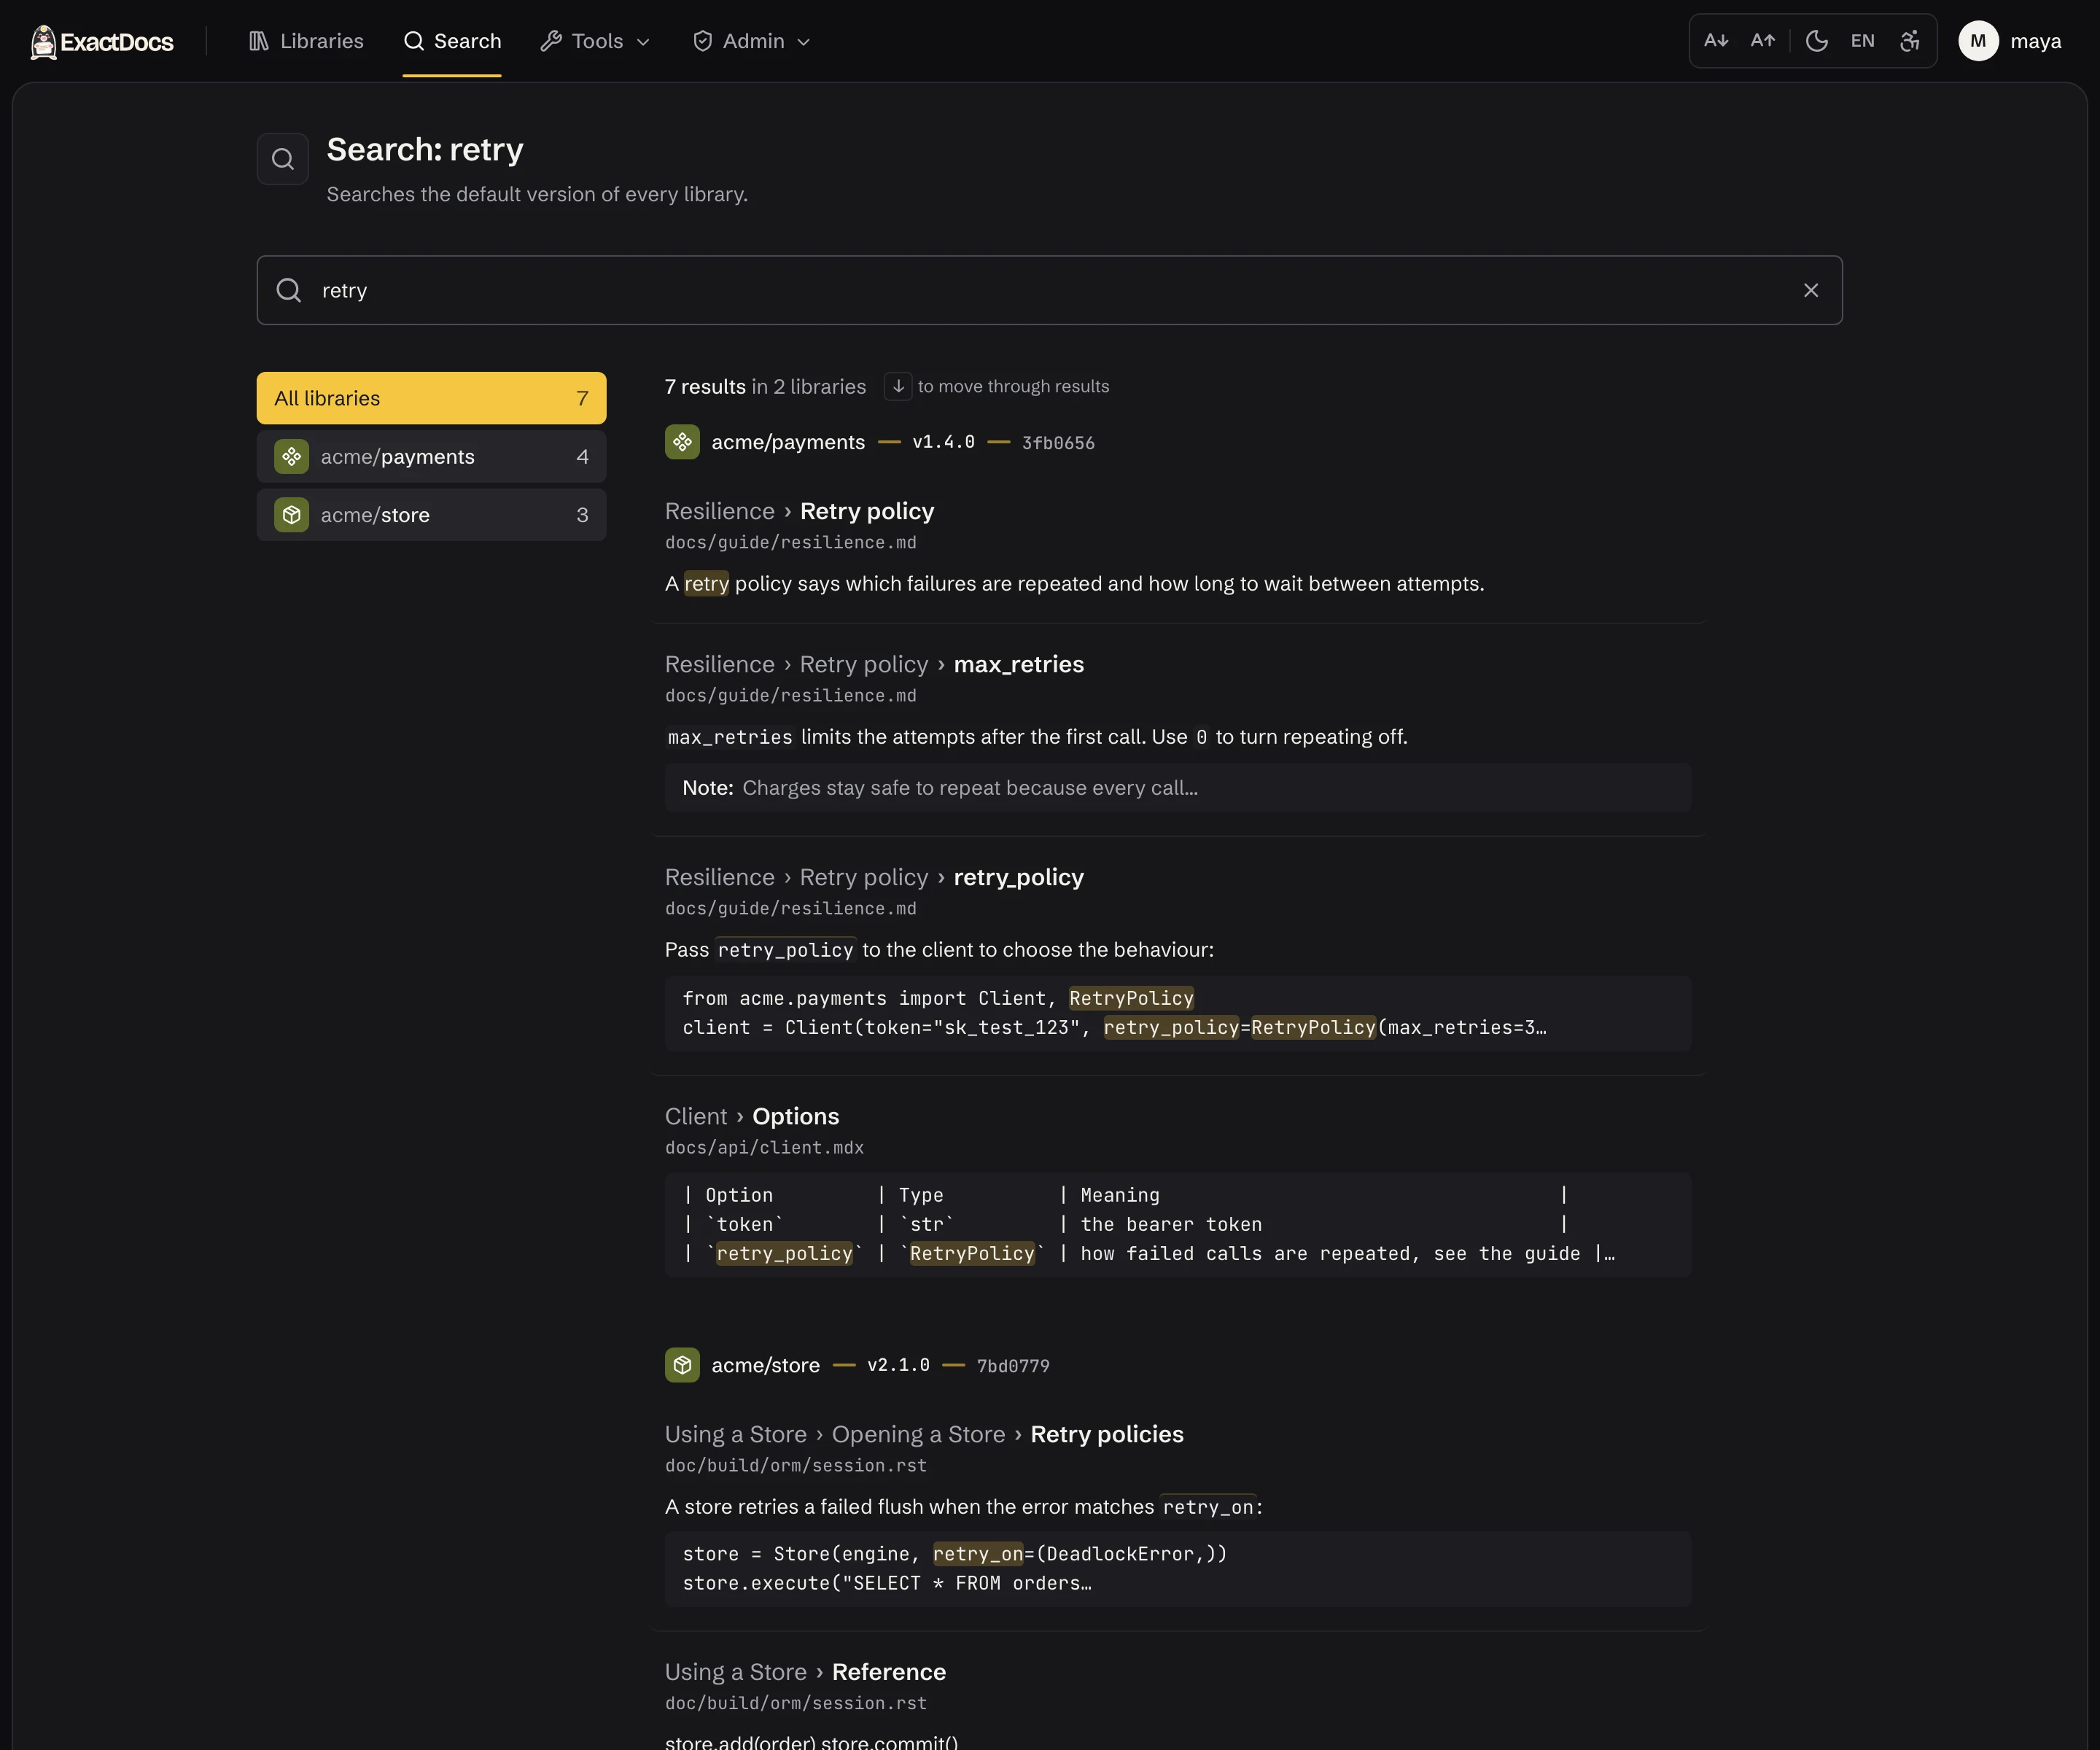 ExactDocs
Libraries
Search
Tools
Admin
A↓ A↑ EN
M maya
Search: retry
Searches the default version of every library.
retry
All libraries 7
acme/payments 4
acme/store 3
7 results in 2 libraries ↓ to move through results
acme/payments — v1.4.0 — 3fb0656
Resilience › Retry policy
docs/guide/resilience.md
A retry policy says which failures are repeated and how long to wait between attempts.
Resilience › Retry policy › max_retries
docs/guide/resilience.md
max_retries limits the attempts after the first call. Use 0 to turn repeating off.
Note: Charges stay safe to repeat because every call…
Resilience › Retry policy › retry_policy
docs/guide/resilience.md
Pass retry_policy to the client to choose the behaviour:
from acme.payments import Client, RetryPolicy
client = Client(token="sk_test_123", retry_policy=RetryPolicy(max_retries=3…
Client › Options
docs/api/client.mdx
| Option | Type | Meaning |
| `token` | `str` | the bearer token |
| `retry_policy` | `RetryPolicy` | how failed calls are repeated, see the guide |…
acme/store — v2.1.0 — 7bd0779
Using a Store › Opening a Store › Retry policies
doc/build/orm/session.rst
A store retries a failed flush when the error matches retry_on:
store = Store(engine, retry_on=(DeadlockError,))
store.execute("SELECT * FROM orders…
Using a Store › Reference
doc/build/orm/session.rst
store.add(order) store.commit()